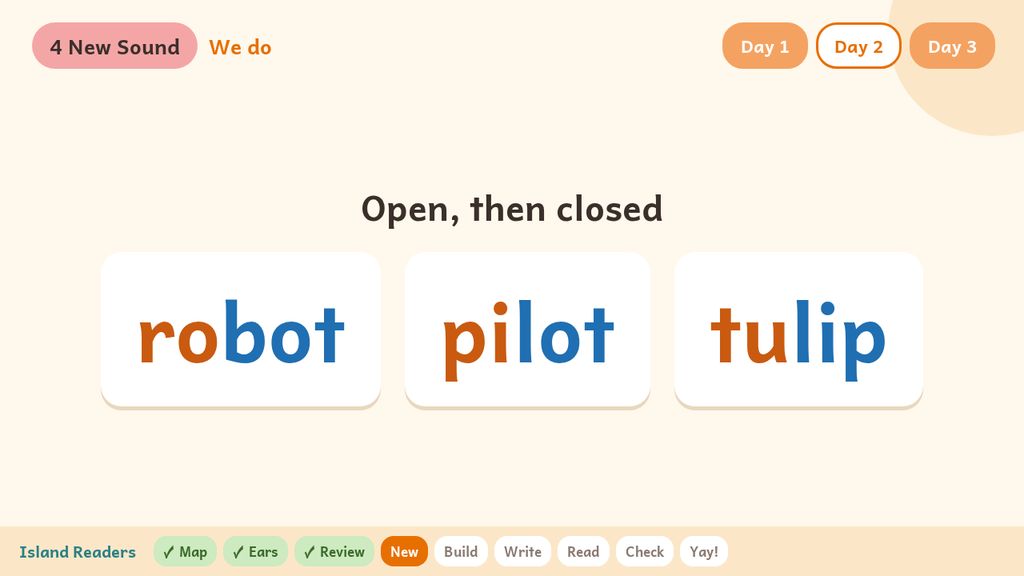 4 New Sound We do Day 1 Day 2 Day 3
Open, then closed
robot pilot tulip
Island Readers ✓ Map ✓ Ears ✓ Review New Build Write Read Check Yay!